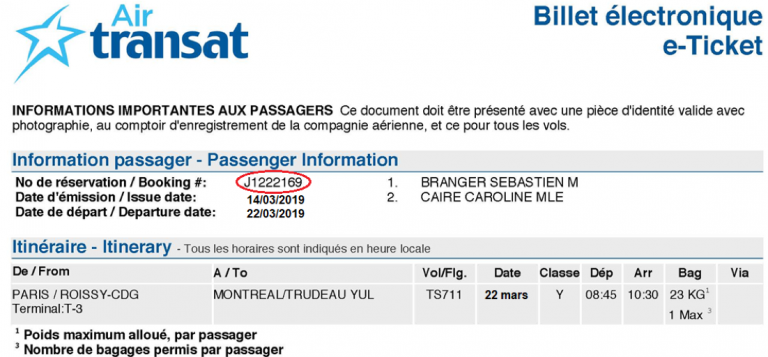 Air transat
Billet électronique
e-Ticket
INFORMATIONS IMPORTANTES AUX PASSAGERS Ce document doit être présenté avec une pièce d'identité valide avec
photographie, au comptoir d'enregistrement de la compagnie aérienne, et ce pour tous les vols.
Information passager - Passenger Information
No de réservation / Booking #: J1222169 1. BRANGER SEBASTIEN M
Date d'émission / Issue date: 14/03/2019 2. CAIRE CAROLINE MLE
Date de départ / Departure date: 22/03/2019
Itinéraire - Itinerary - Tous les horaires sont indiqués en heure locale
De / From A / To Vol/Flg. Date Classe Dép Arr Bag Via
PARIS / ROISSY-CDG MONTREAL/TRUDEAU YUL TS711 22 mars Y 08:45 10:30 23 KG¹
Terminal:T-3 1 Max ³
¹ Poids maximum alloué, par passager
³ Nombre de bagages permis par passager